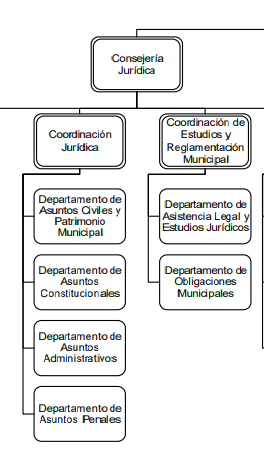 Consejería
Jurídica
Coordinación
Jurídica
Departamento de
Asuntos Civiles y
Patrimonio
Municipal
Departamento de
Asuntos
Constitucionales
Departamento de
Asuntos
Administrativos
Departamento de
Asuntos Penales
Coordinación de
Estudios y
Reglamentación
Municipal
Departamento de
Asistencia Legal y
Estudios Jurídicos
Departamento de
Obligaciones
Municipales